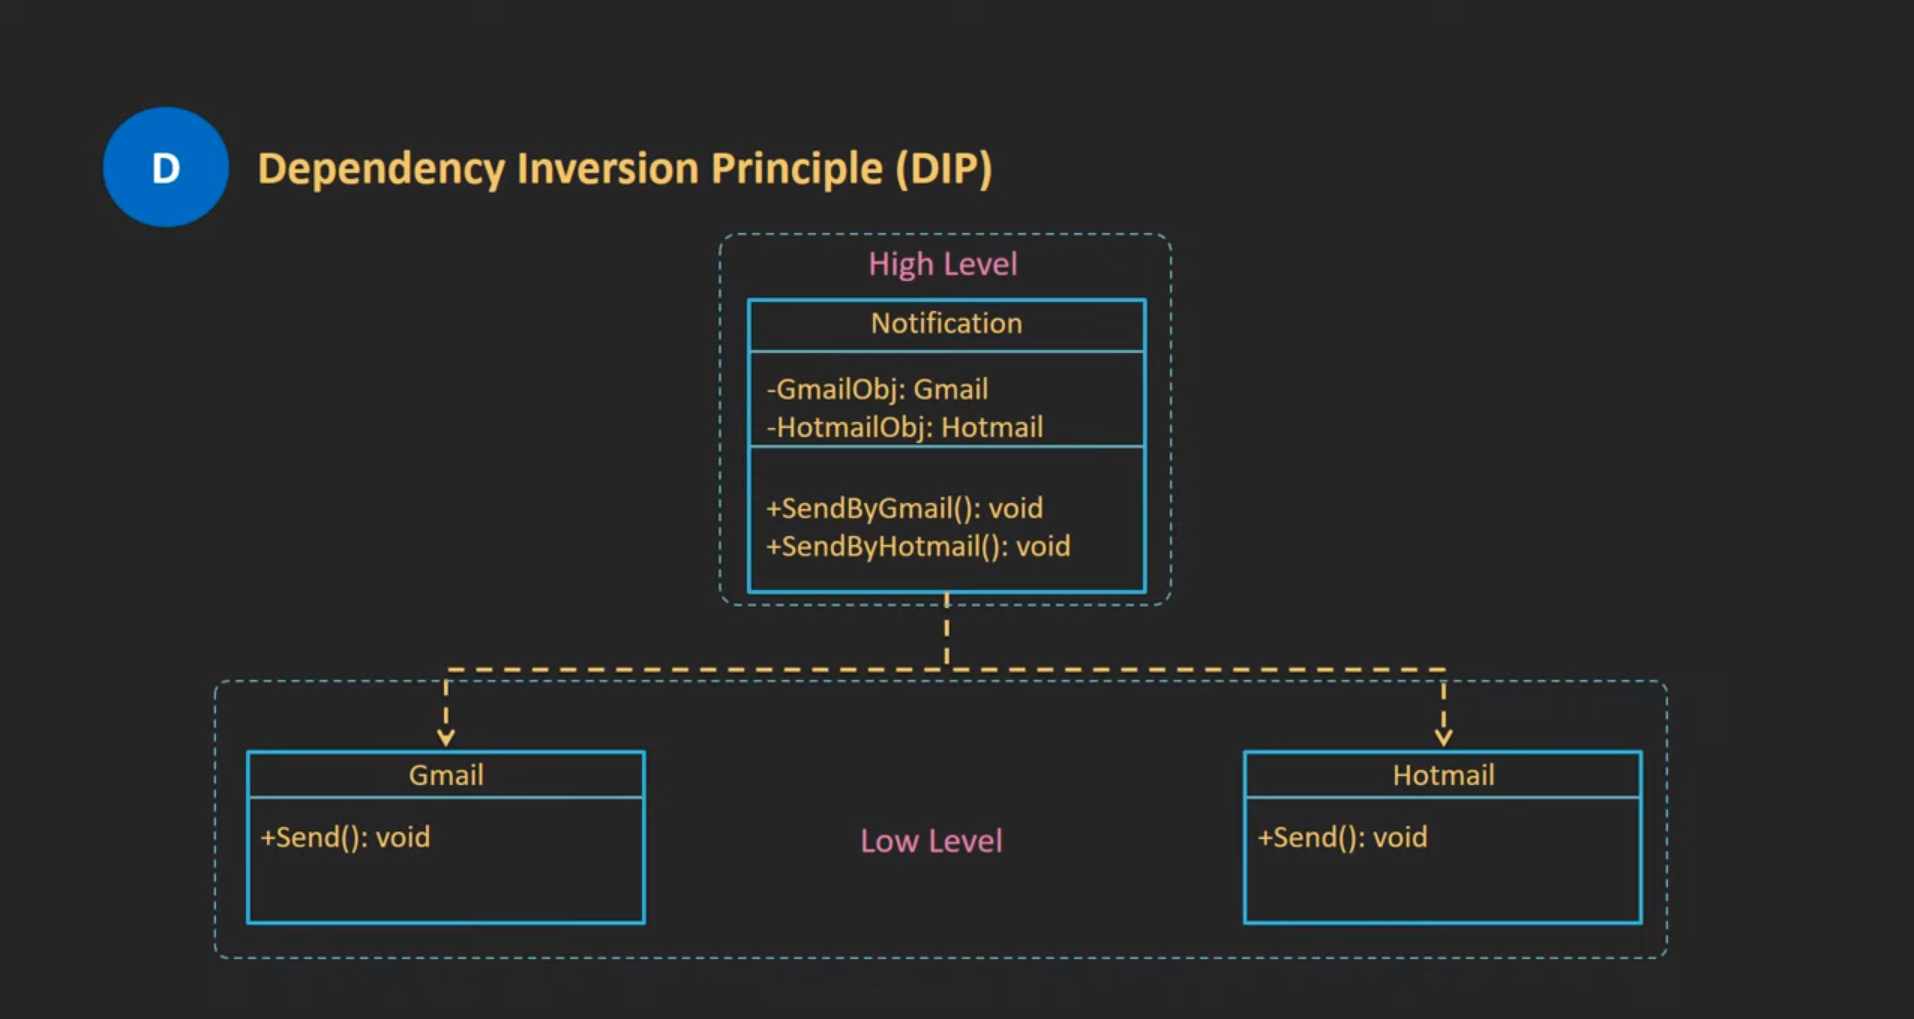 D
Dependency Inversion Principle (DIP)
High Level
Notification
-GmailObj: Gmail
-HotmailObj: Hotmail
+SendByGmail(): void
+SendByHotmail(): void
Gmail
+Send(): void
Low Level
Hotmail
+Send(): void